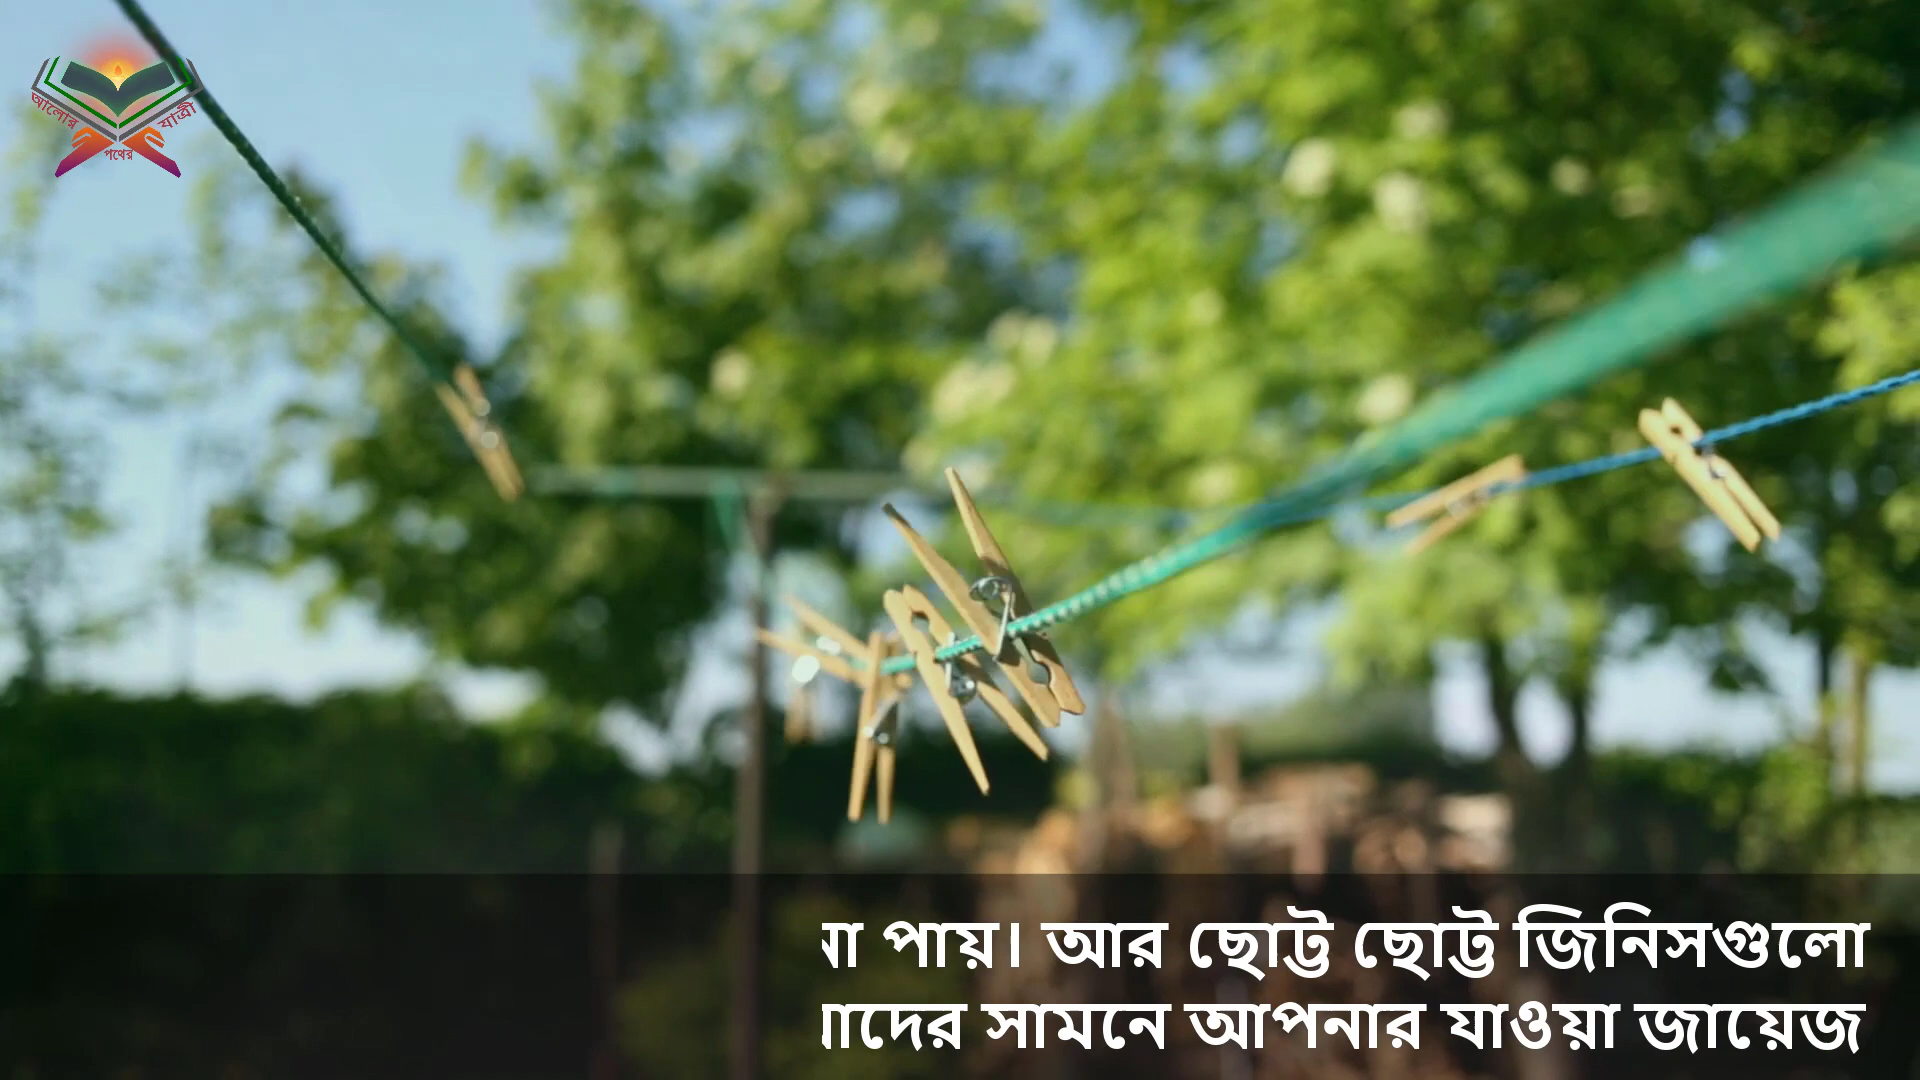 আলোর
পথের
যাত্রী
পায়। আর ছোট্ট ছোট্ট জিনিসগুলো
সামনে আপনার যাওয়া জায়েজ